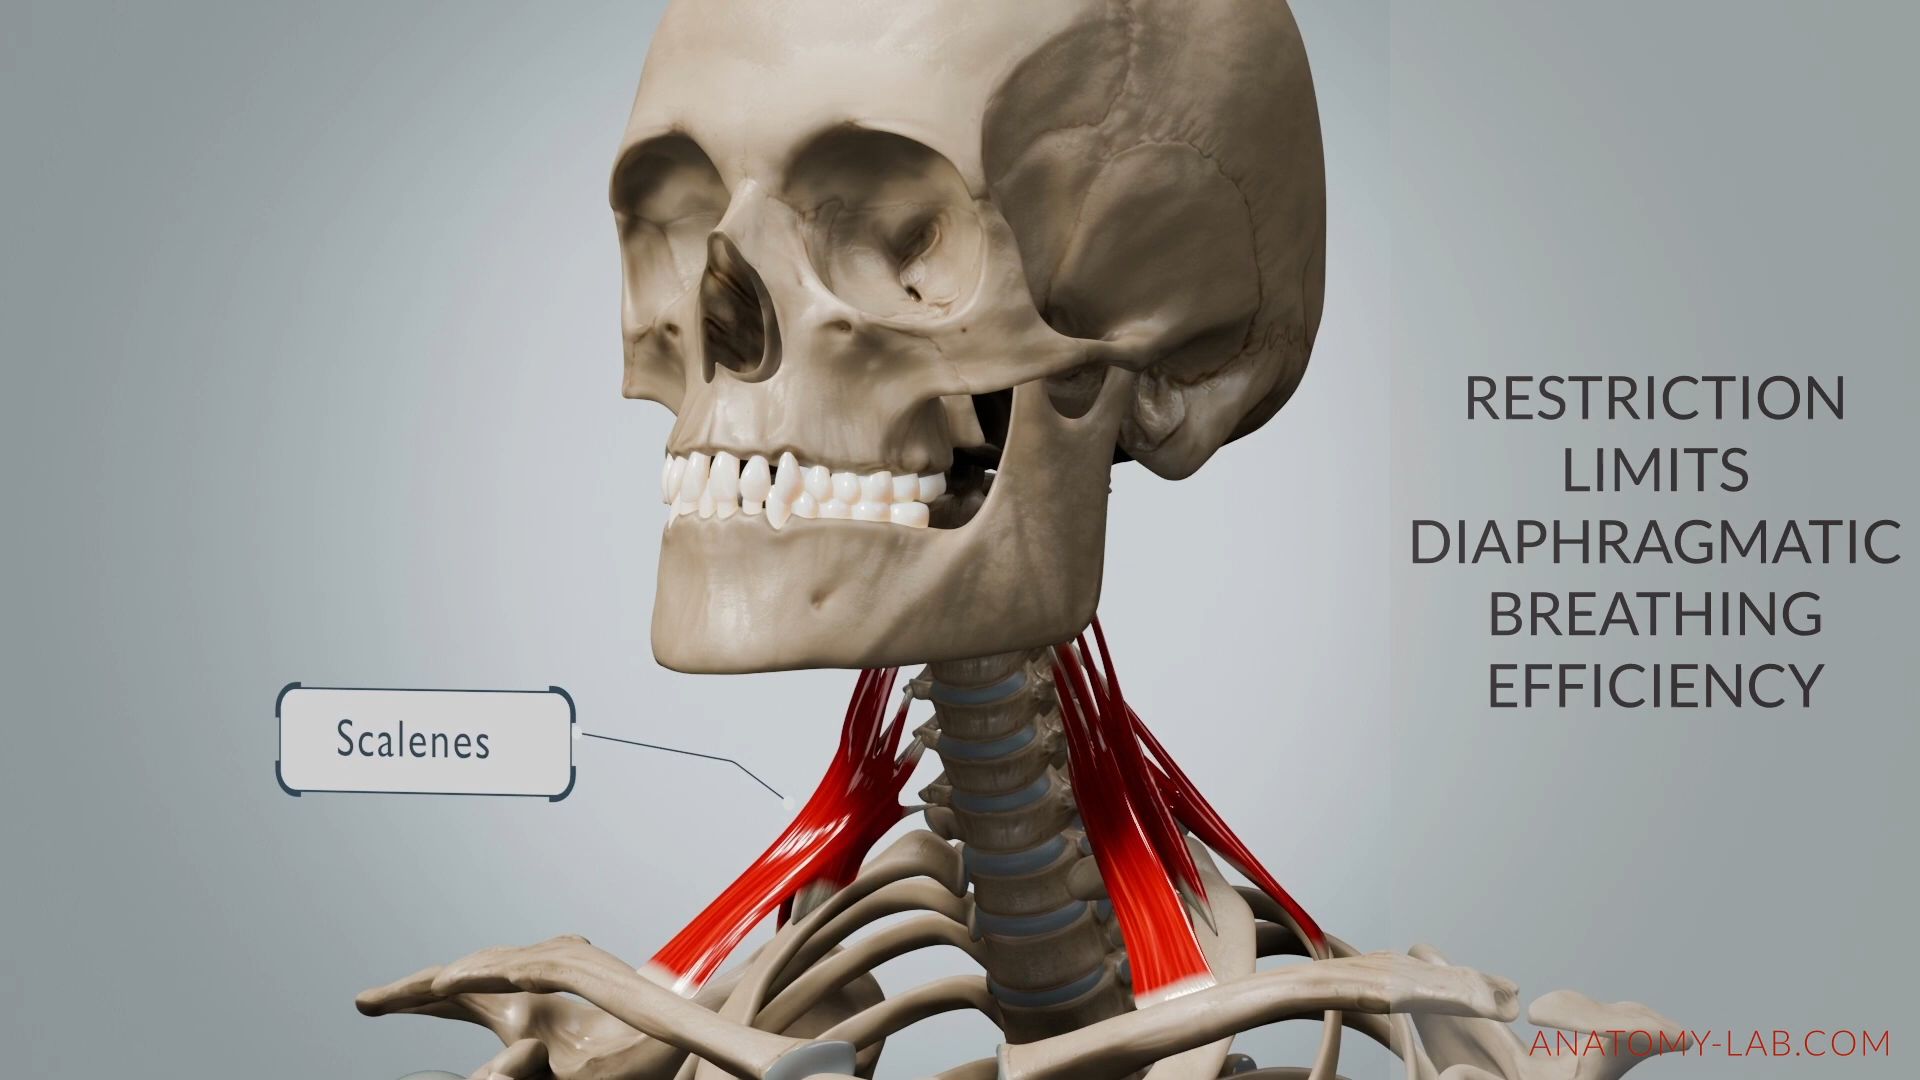 Scalenes
RESTRICTION
LIMITS
DIAPHRAGMATIC
BREATHING
EFFICIENCY
ANATOMY-LAB.COM